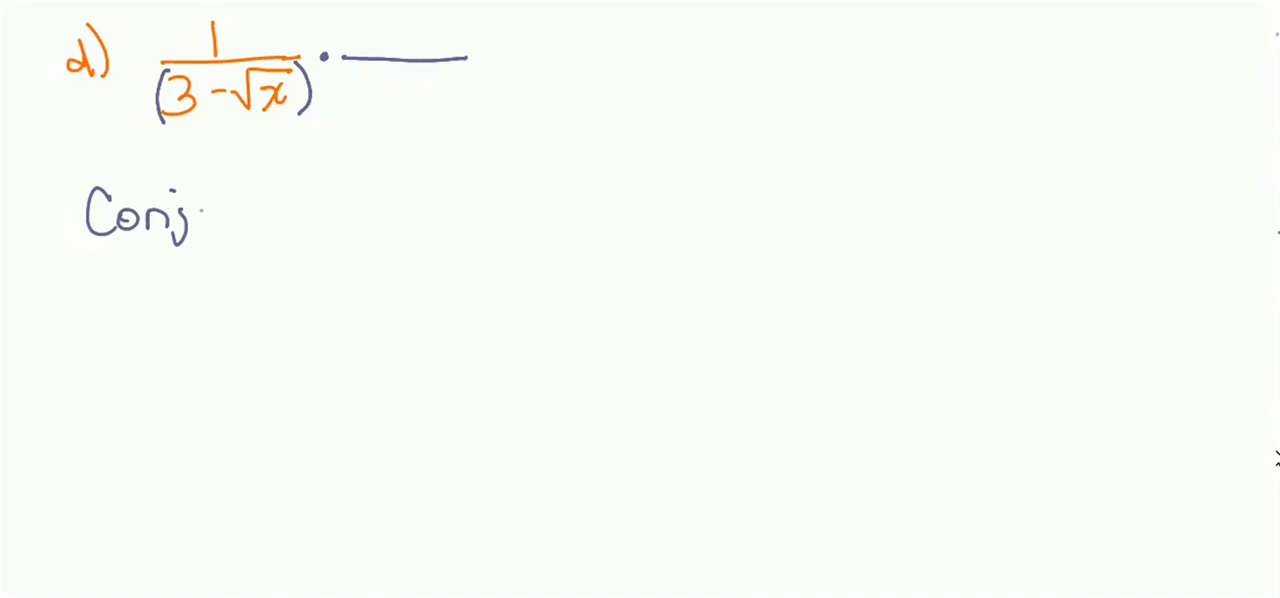 d) 1/(3 - √x) · ———
Conj